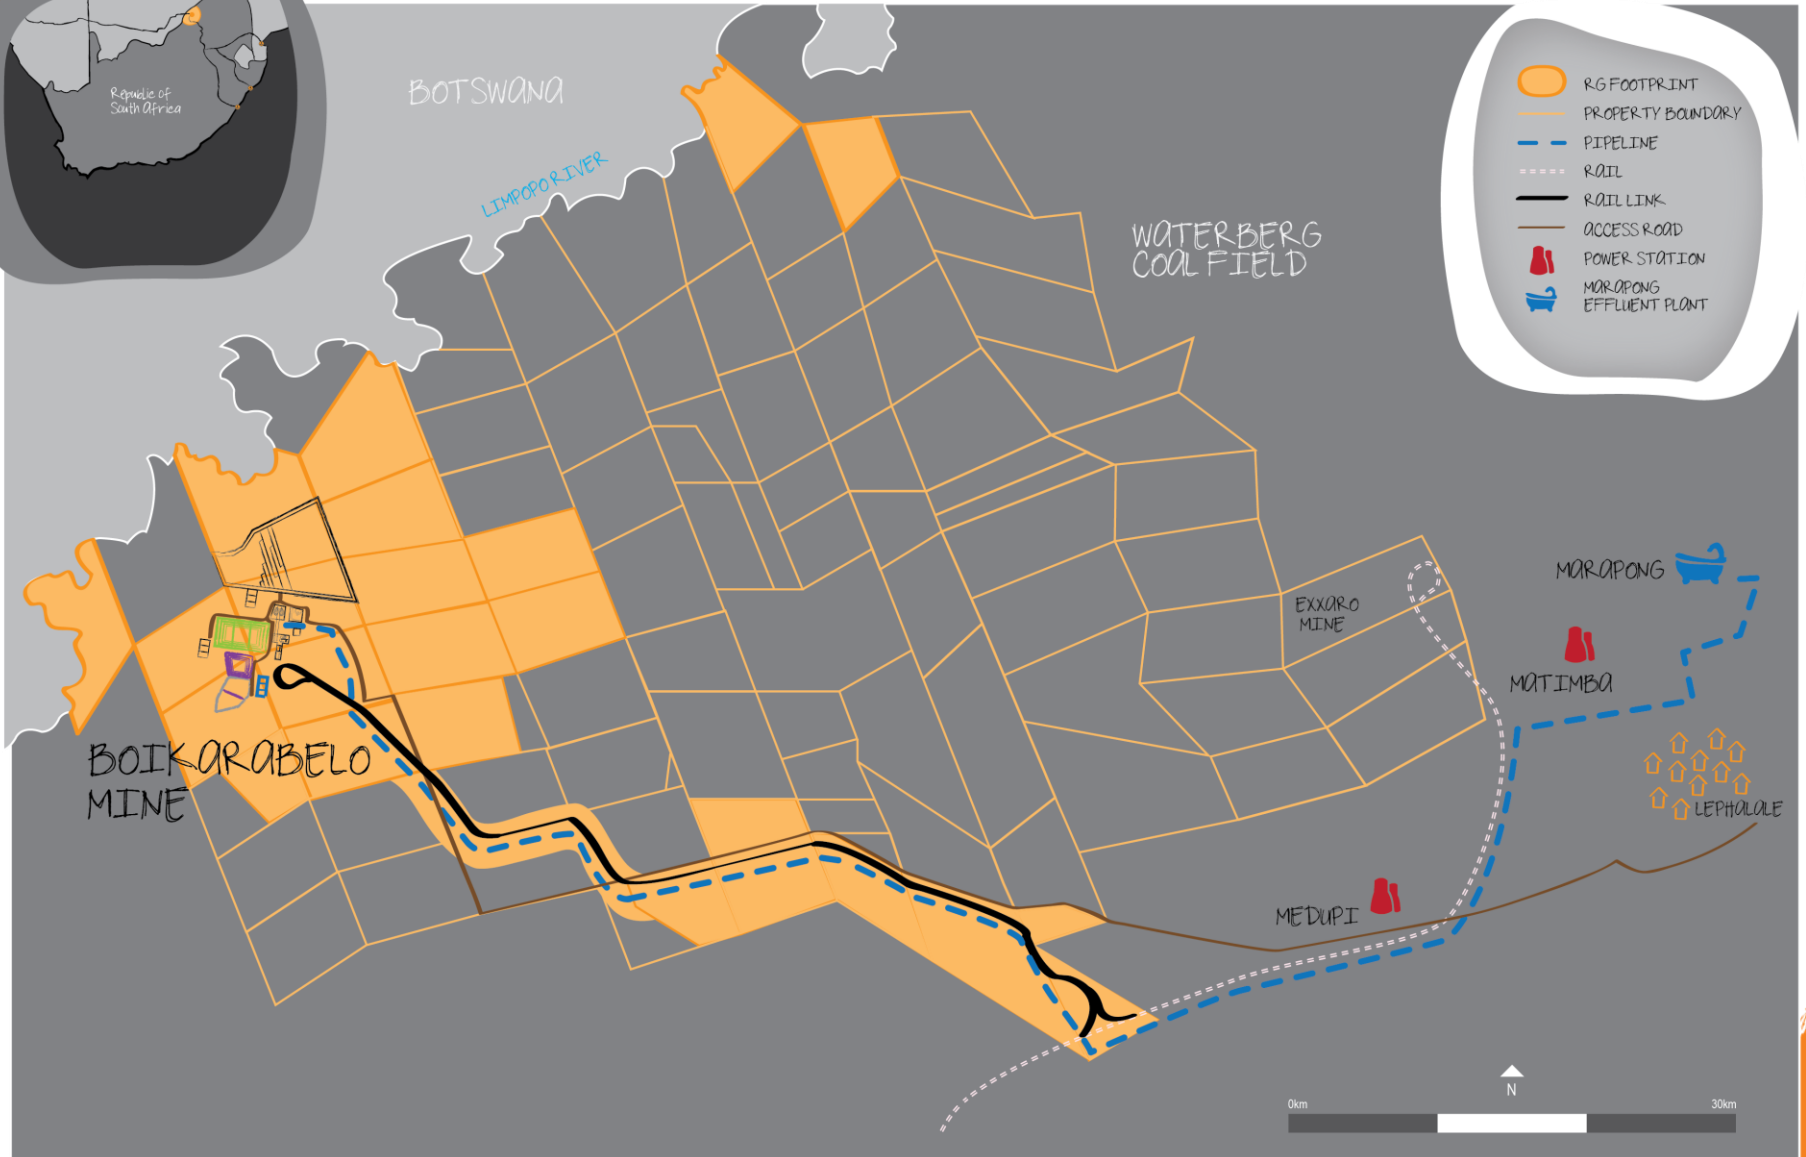 Republic of
South Africa
BOTSWANA
LIMPOPO RIVER
WATERBERG
COAL FIELD
RG FOOTPRINT
PROPERTY BOUNDARY
PIPELINE
RAIL
RAIL LINK
ACCESS ROAD
POWER STATION
MARAPONG
EFFLUENT PLANT
MARAPONG
EXXARO
MINE
MATIMBA
BOIKARABELO
MINE
LEPHALALE
MEDUPI
N
0km
30km